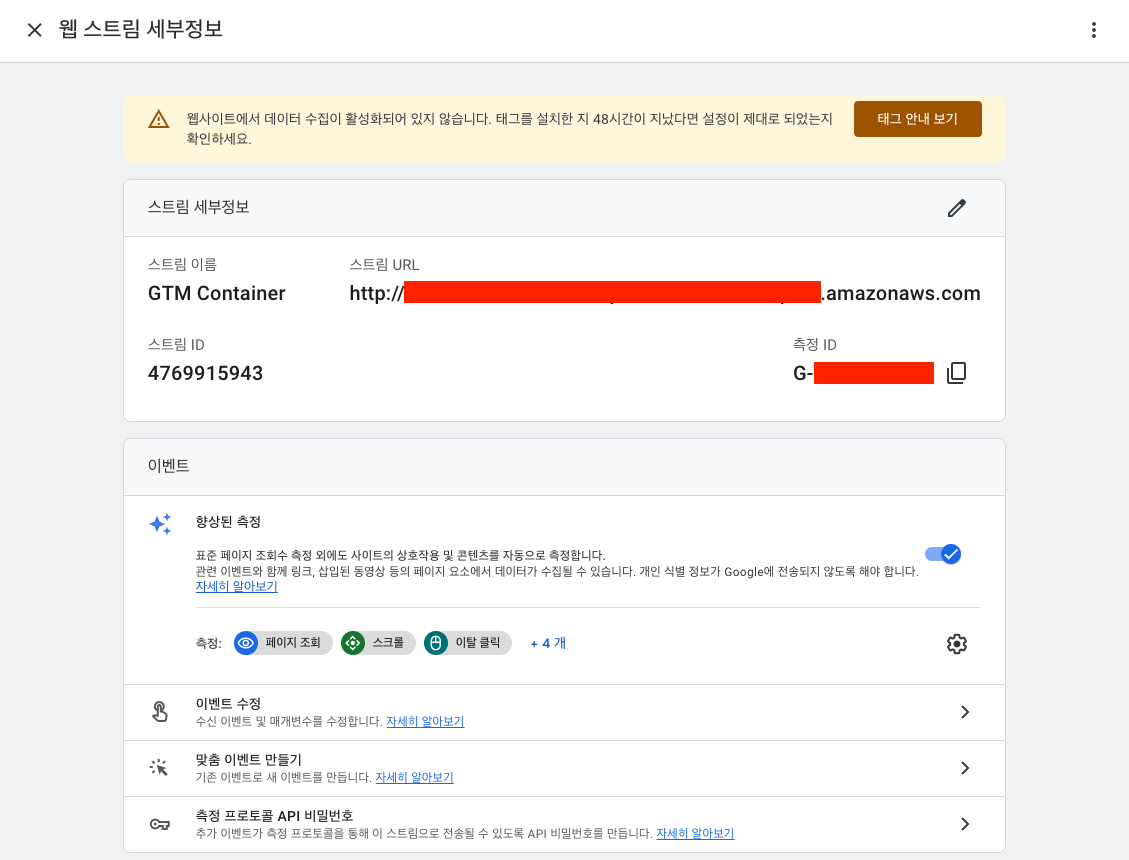 웹 스트림 세부정보
웹사이트에서 데이터 수집이 활성화되어 있지 않습니다. 태그를 설치한 지 48시간이 지났다면 설정이 제대로 되었는지
확인하세요.
태그 안내 보기
스트림 세부정보
스트림 이름
스트림 URL
GTM Container
http://
.amazonaws.com
스트림 ID
측정 ID
4769915943
G-
이벤트
향상된 측정
표준 페이지 조회수 측정 외에도 사이트의 상호작용 및 콘텐츠를 자동으로 측정합니다.
관련 이벤트와 함께 링크, 삽입된 동영상 등의 페이지 요소에서 데이터가 수집될 수 있습니다. 개인 식별 정보가 Google에 전송되지 않도록 해야 합니다.
자세히 알아보기
측정: 페이지 조회 스크롤 이탈 클릭 + 4 개
이벤트 수정
수신 이벤트 및 매개변수를 수정합니다. 자세히 알아보기
맞춤 이벤트 만들기
기존 이벤트로 새 이벤트를 만듭니다. 자세히 알아보기
측정 프로토콜 API 비밀번호
추가 이벤트가 측정 프로토콜을 통해 이 스트림으로 전송될 수 있도록 API 비밀번호를 만듭니다. 자세히 알아보기